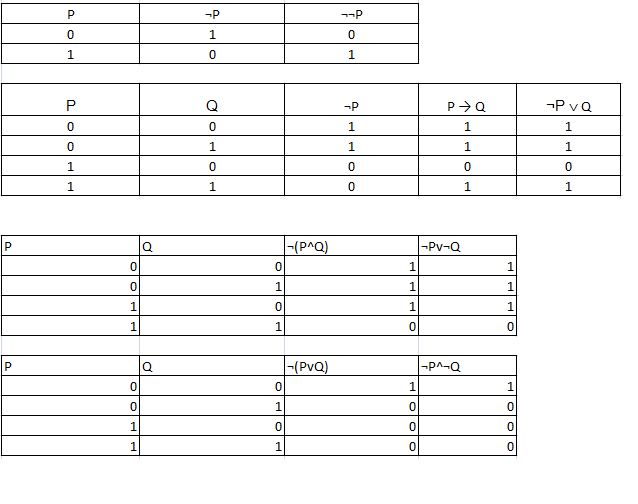 P ¬P ¬¬P
0 1 0
1 0 1
P Q ¬P P → Q ¬P ∨ Q
0 0 1 1 1
0 1 1 1 1
1 0 0 0 0
1 1 0 1 1
P Q ¬(P^Q) ¬Pv¬Q
0 0 1 1
0 1 1 1
1 0 1 1
1 1 0 0
P Q ¬(PvQ) ¬P^¬Q
0 0 1 1
0 1 0 0
1 0 0 0
1 1 0 0